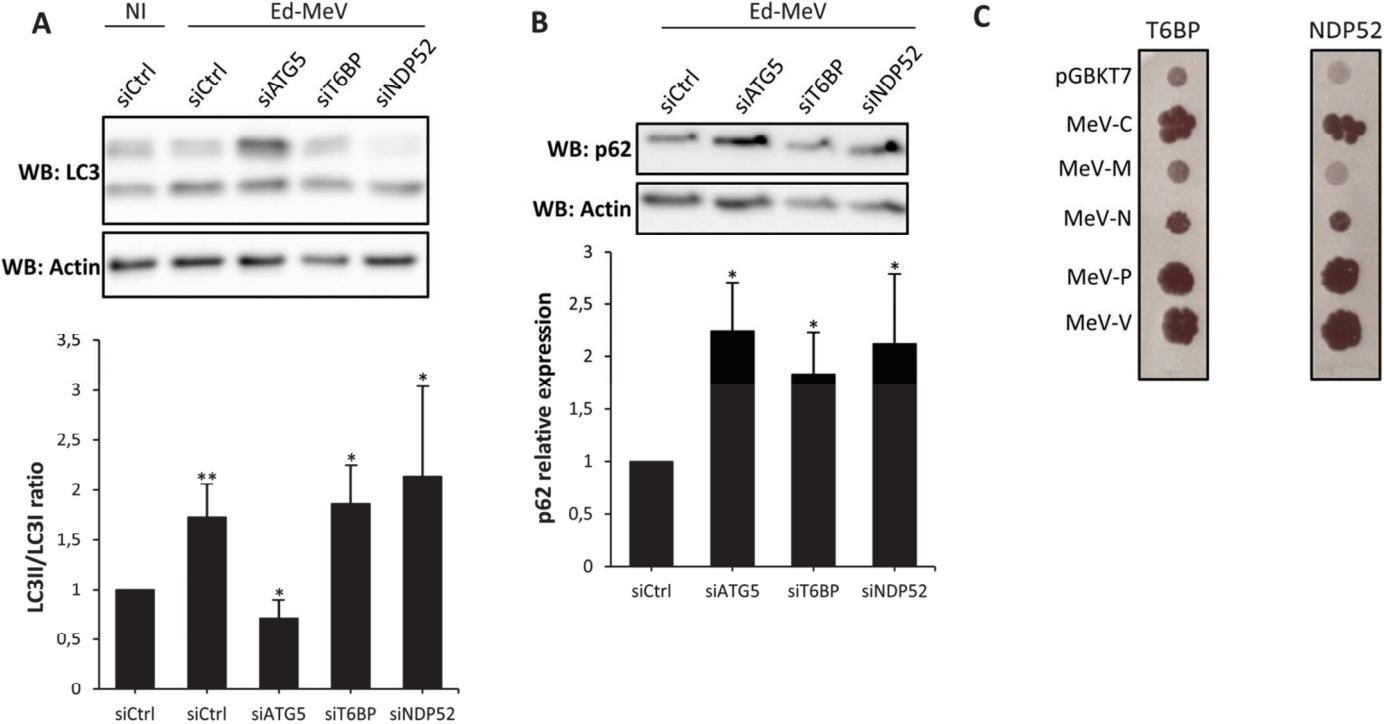 A
NI
Ed-MeV
siCtrl
siCtrl
siATG5
siT6BP
siNDP52
WB: LC3
WB: Actin
3,5
3
2,5
2
1,5
1
0,5
0
LC3II/LC3I ratio
**
*
*
*
siCtrl
siCtrl
siATG5
siT6BP
siNDP52
B
Ed-MeV
siCtrl
siATG5
siT6BP
siNDP52
WB: p62
WB: Actin
3
2,5
2
1,5
1
0,5
0
p62 relative expression
*
*
*
siCtrl
siATG5
siT6BP
siNDP52
C
T6BP
NDP52
pGBKT7
MeV-C
MeV-M
MeV-N
MeV-P
MeV-V